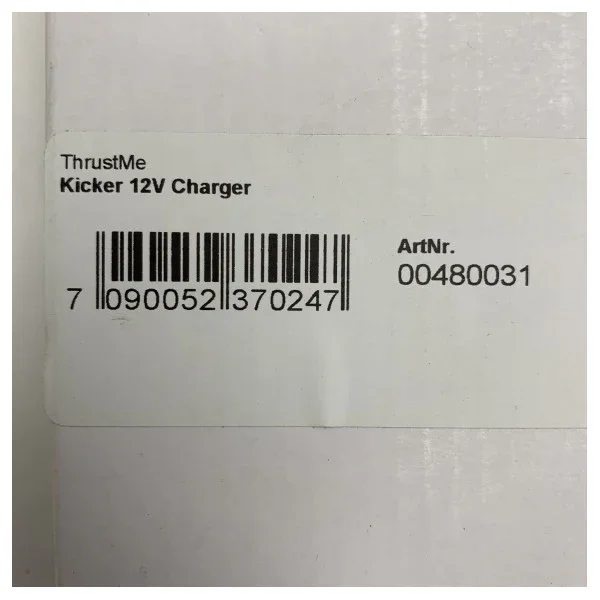 ThrustMe
Kicker 12V Charger
ArtNr.
00480031
7 090052 370247